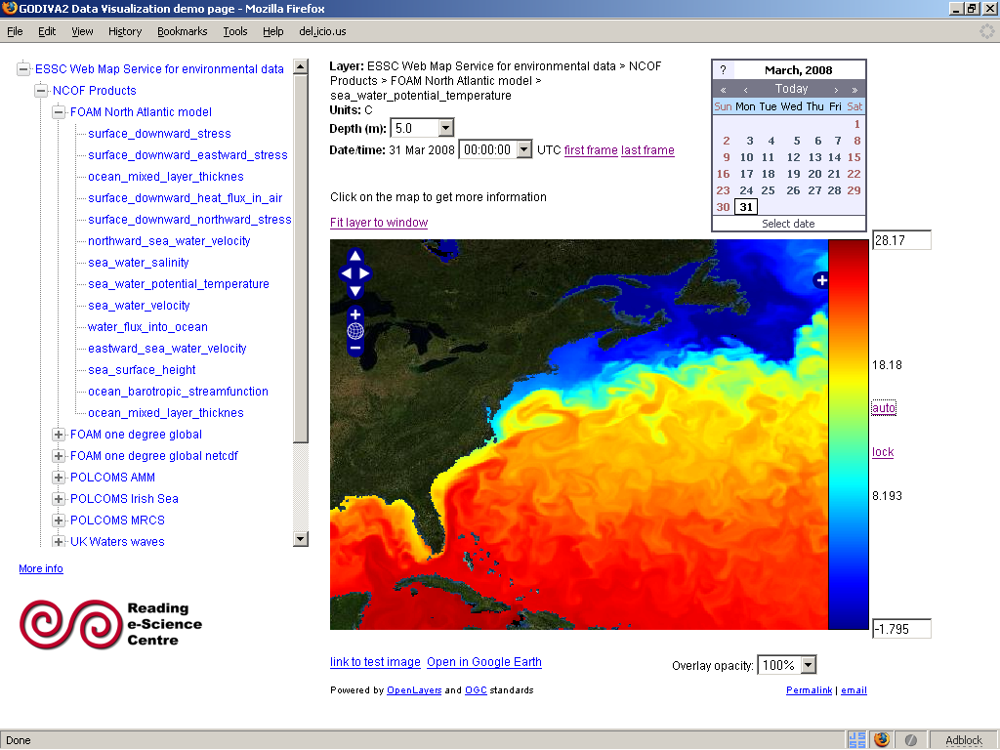 GODIVA2 Data Visualization demo page - Mozilla Firefox
File Edit View History Bookmarks Tools Help del.icio.us
ESSC Web Map Service for environmental data
NCOF Products
FOAM North Atlantic model
surface_downward_stress
surface_downward_eastward_stress
ocean_mixed_layer_thicknes
surface_downward_heat_flux_in_air
surface_downward_northward_stress
northward_sea_water_velocity
sea_water_salinity
sea_water_potential_temperature
sea_water_velocity
water_flux_into_ocean
eastward_sea_water_velocity
sea_surface_height
ocean_barotropic_streamfunction
ocean_mixed_layer_thicknes
FOAM one degree global
FOAM one degree global netcdf
POLCOMS AMM
POLCOMS Irish Sea
POLCOMS MRCS
UK Waters waves
More info
Reading
e-Science
Centre
Layer: ESSC Web Map Service for environmental data > NCOF
Products > FOAM North Atlantic model >
sea_water_potential_temperature
Units: C
Depth (m): 5.0
Date/time: 31 Mar 2008 00:00:00 UTC first frame last frame
Click on the map to get more information
Fit layer to window
? March, 2008
« ‹ Today › »
Sun Mon Tue Wed Thu Fri Sat
1
2 3 4 5 6 7 8
9 10 11 12 13 14 15
16 17 18 19 20 21 22
23 24 25 26 27 28 29
30 31
Select date
28.17
18.18
auto
lock
8.193
-1.795
link to test image Open in Google Earth
Overlay opacity: 100%
Powered by OpenLayers and OGC standards
Permalink | email
Done
Adblock